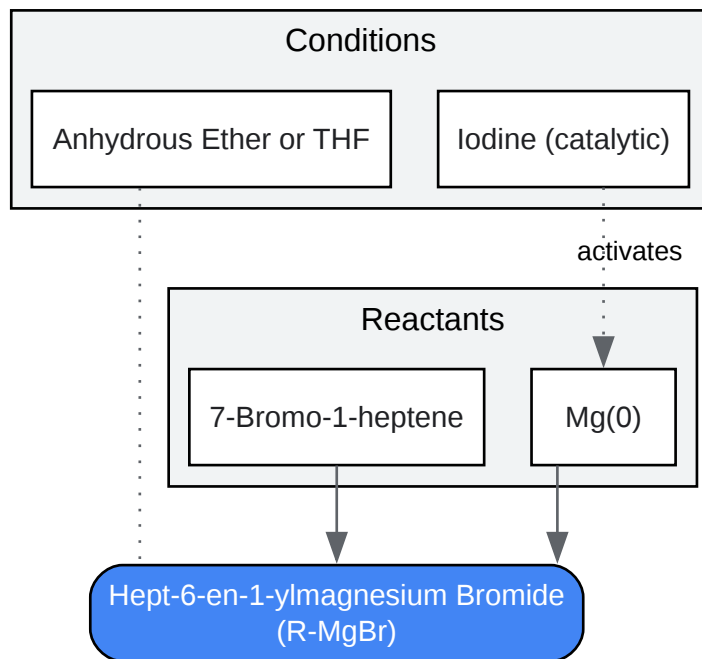 Conditions
Anhydrous Ether or THF
Iodine (catalytic)
activates
Reactants
7-Bromo-1-heptene
Mg(0)
Hept-6-en-1-ylmagnesium Bromide
(R-MgBr)